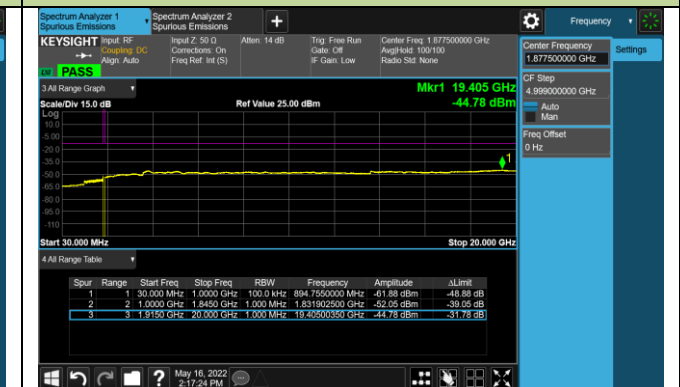 Spectrum Analyzer 1
Spurious Emissions
Spectrum Analyzer 2
Spurious Emissions
Frequency
KEYSIGHT
Input: RF
Coupling: DC
Align: Auto
Input Z: 50 Ω
Corrections: On
Freq Ref: Int (S)
Atten: 14 dB
Trig: Free Run
Gate: Off
IF Gain: Low
Center Freq: 1.877500000 GHz
Avg|Hold: 100/100
Radio Std: None
PASS
3 All Range Graph
Scale/Div 15.0 dB
Ref Value 25.00 dBm
Mkr1 19.405 GHz
-44.78 dBm
Log
10.0
-5.00
-20.0
-35.0
-50.0
-65.0
-80.0
-95.0
-110
1
Start 30.000 MHz
Stop 20.000 GHz
4 All Range Table
Spur Range Start Freq Stop Freq RBW Frequency Amplitude ΔLimit
1 1 30.000 MHz 1.0000 GHz 100.0 kHz 894.7550000 MHz -61.88 dBm -48.88 dB
2 2 1.0000 GHz 1.8450 GHz 1.000 MHz 1.831902500 GHz -52.05 dBm -39.05 dB
3 3 1.9150 GHz 20.000 GHz 1.000 MHz 19.40500350 GHz -44.78 dBm -31.78 dB
Center Frequency
1.877500000 GHz
Settings
CF Step
4.999000000 GHz
Auto
Man
Freq Offset
0 Hz
May 16, 2022
2:17:24 PM